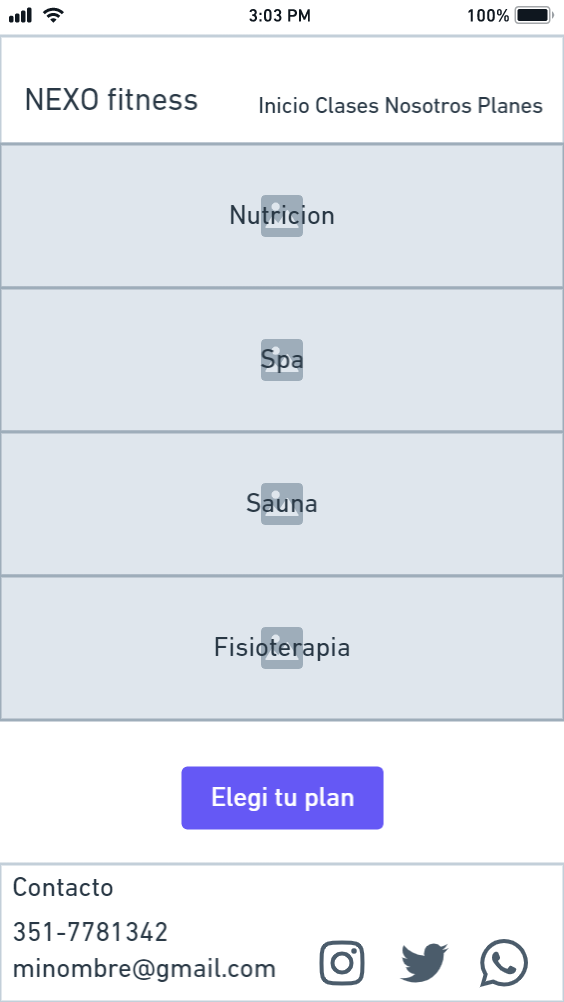 3:03 PM 100%
NEXO fitness
Inicio Clases Nosotros Planes
Nutricion
Spa
Sauna
Fisioterapia
Elegi tu plan
Contacto
351-7781342
minombre@gmail.com